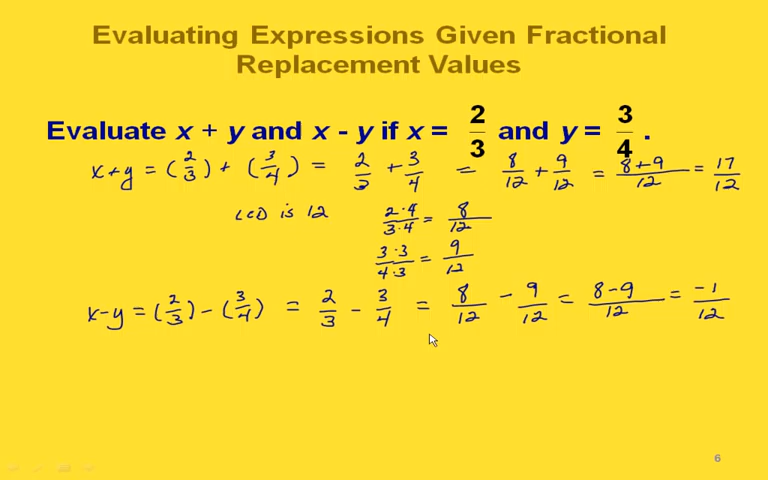 Evaluating Expressions Given Fractional
Replacement Values
Evaluate x + y and x - y if x = 2/3 and y = 3/4 .
x+y = (2/3) + (3/4) = 2/3 + 3/4 = 8/12 + 9/12 = 8+9/12 = 17/12
LCD is 12 2·4/3·4 = 8/12
3·3/4·3 = 9/12
x-y = (2/3) - (3/4) = 2/3 - 3/4 = 8/12 - 9/12 = 8-9/12 = -1/12
6